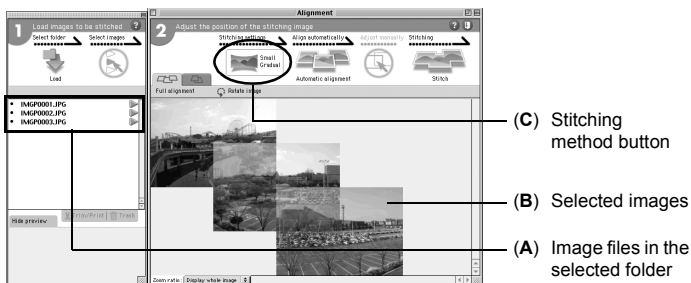 1 Load images to be stitched ?
Select folder Select images
Load
IMGP0001.JPG
IMGP0002.JPG
IMGP0003.JPG
Hide preview Trim/Print Trash
Alignment
2 Adjust the position of the stitching image ? U
Stitching settings Align automatically Adjust manually Stitching
Small
Gradual
Automatic alignment Stitch
Full alignment Rotate image
Zoom ratio: Display whole image
(C) Stitching
method button
(B) Selected images
(A) Image files in the
selected folder